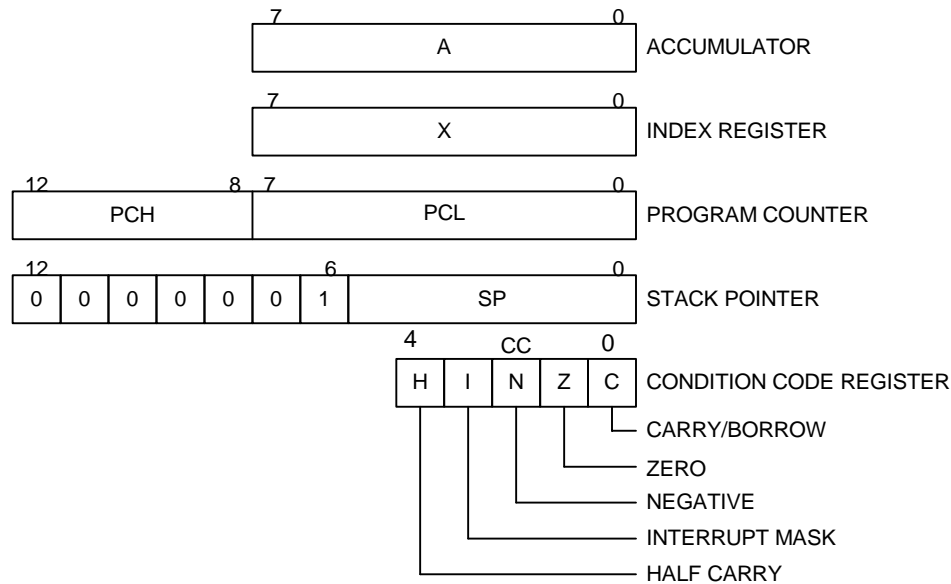 7 0
A ACCUMULATOR
7 0
X INDEX REGISTER
12 8 7 0
PCH PCL PROGRAM COUNTER
12 6 0
0 0 0 0 0 0 1 SP STACK POINTER
4 CC 0
H I N Z C CONDITION CODE REGISTER
CARRY/BORROW
ZERO
NEGATIVE
INTERRUPT MASK
HALF CARRY